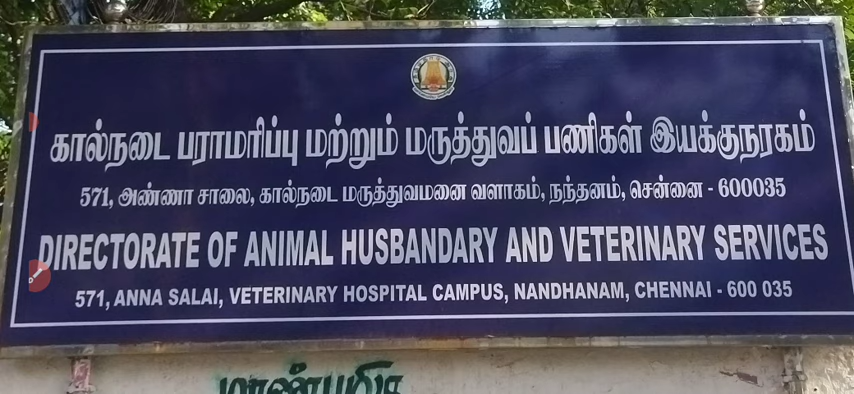 கால்நடை பராமரிப்பு மற்றும் மருத்துவப் பணிகள் இயக்குநரகம்
571, அண்ணா சாலை, கால்நடை மருத்துவமனை வளாகம், நந்தனம், சென்னை - 600035
DIRECTORATE OF ANIMAL HUSBANDARY AND VETERINARY SERVICES
571, ANNA SALAI, VETERINARY HOSPITAL CAMPUS, NANDHANAM, CHENNAI - 600 035